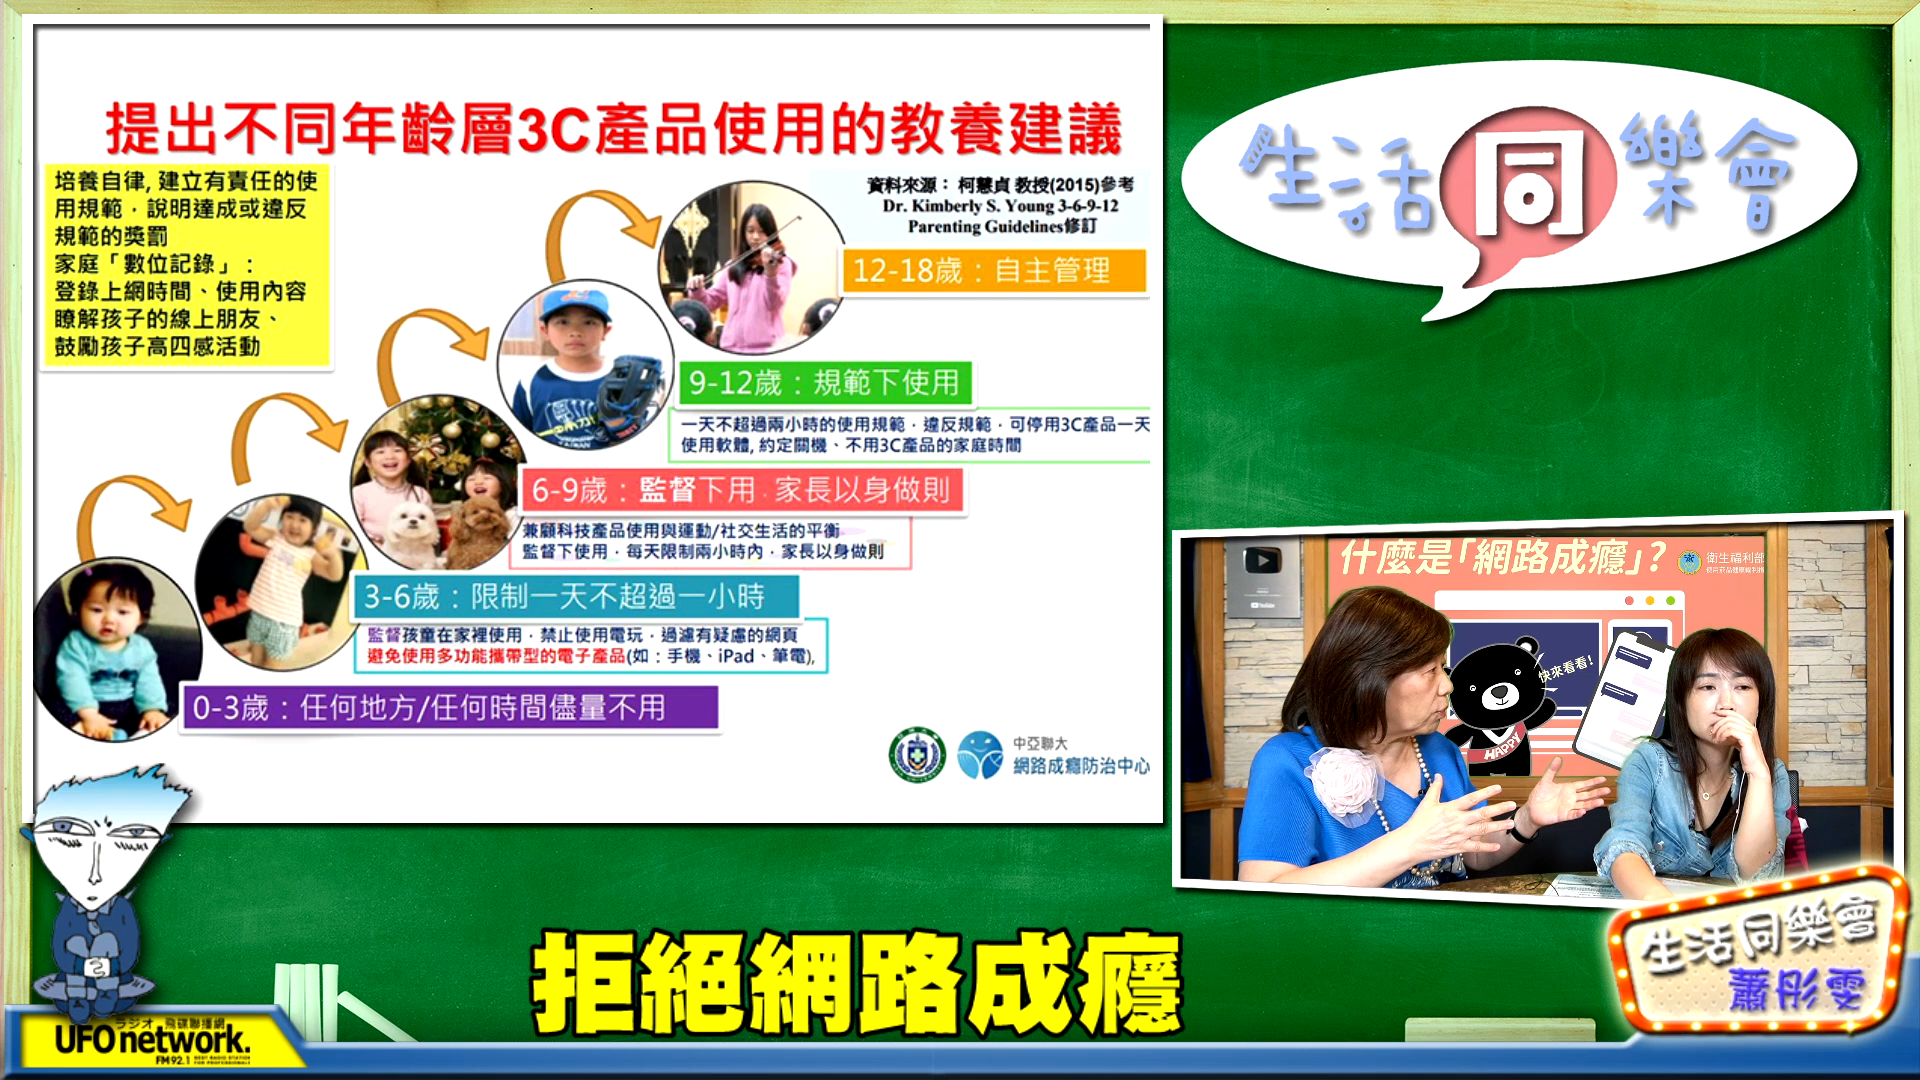 提出不同年齡層3C產品使用的教養建議
培養自律, 建立有責任的使
用規範，說明達成或違反
規範的獎罰
家庭「數位記錄」：
登錄上網時間、使用內容
瞭解孩子的線上朋友、
鼓勵孩子高四感活動
資料來源： 柯慧貞 教授(2015)參考
Dr. Kimberly S. Young 3-6-9-12
Parenting Guidelines修訂
12-18歲：自主管理
9-12歲：規範下使用
一天不超過兩小時的使用規範，違反規範，可停用3C產品一天
使用軟體, 約定關機、不用3C產品的家庭時間
6-9歲：監督下用，家長以身做則
兼顧科技產品使用與運動/社交生活的平衡
監督下使用，每天限制兩小時內，家長以身做則
3-6歲：限制一天不超過一小時
監督孩童在家裡使用，禁止使用電玩，過濾有疑慮的網頁
避免使用多功能攜帶型的電子產品(如：手機、iPad、筆電),
0-3歲：任何地方/任何時間儘量不用
中亞聯大
網路成癮防治中心
生活同樂會
什麼是「網路成癮」?
衛生福利部
快來看看!
HAPPY
YouTube
拒絕網路成癮
生活同樂會
蕭彤雯
ラジオ 飛碟聯播網
UFO network.
FM92.1 BEST RADIO STATION
FOR PROFESSIONALS